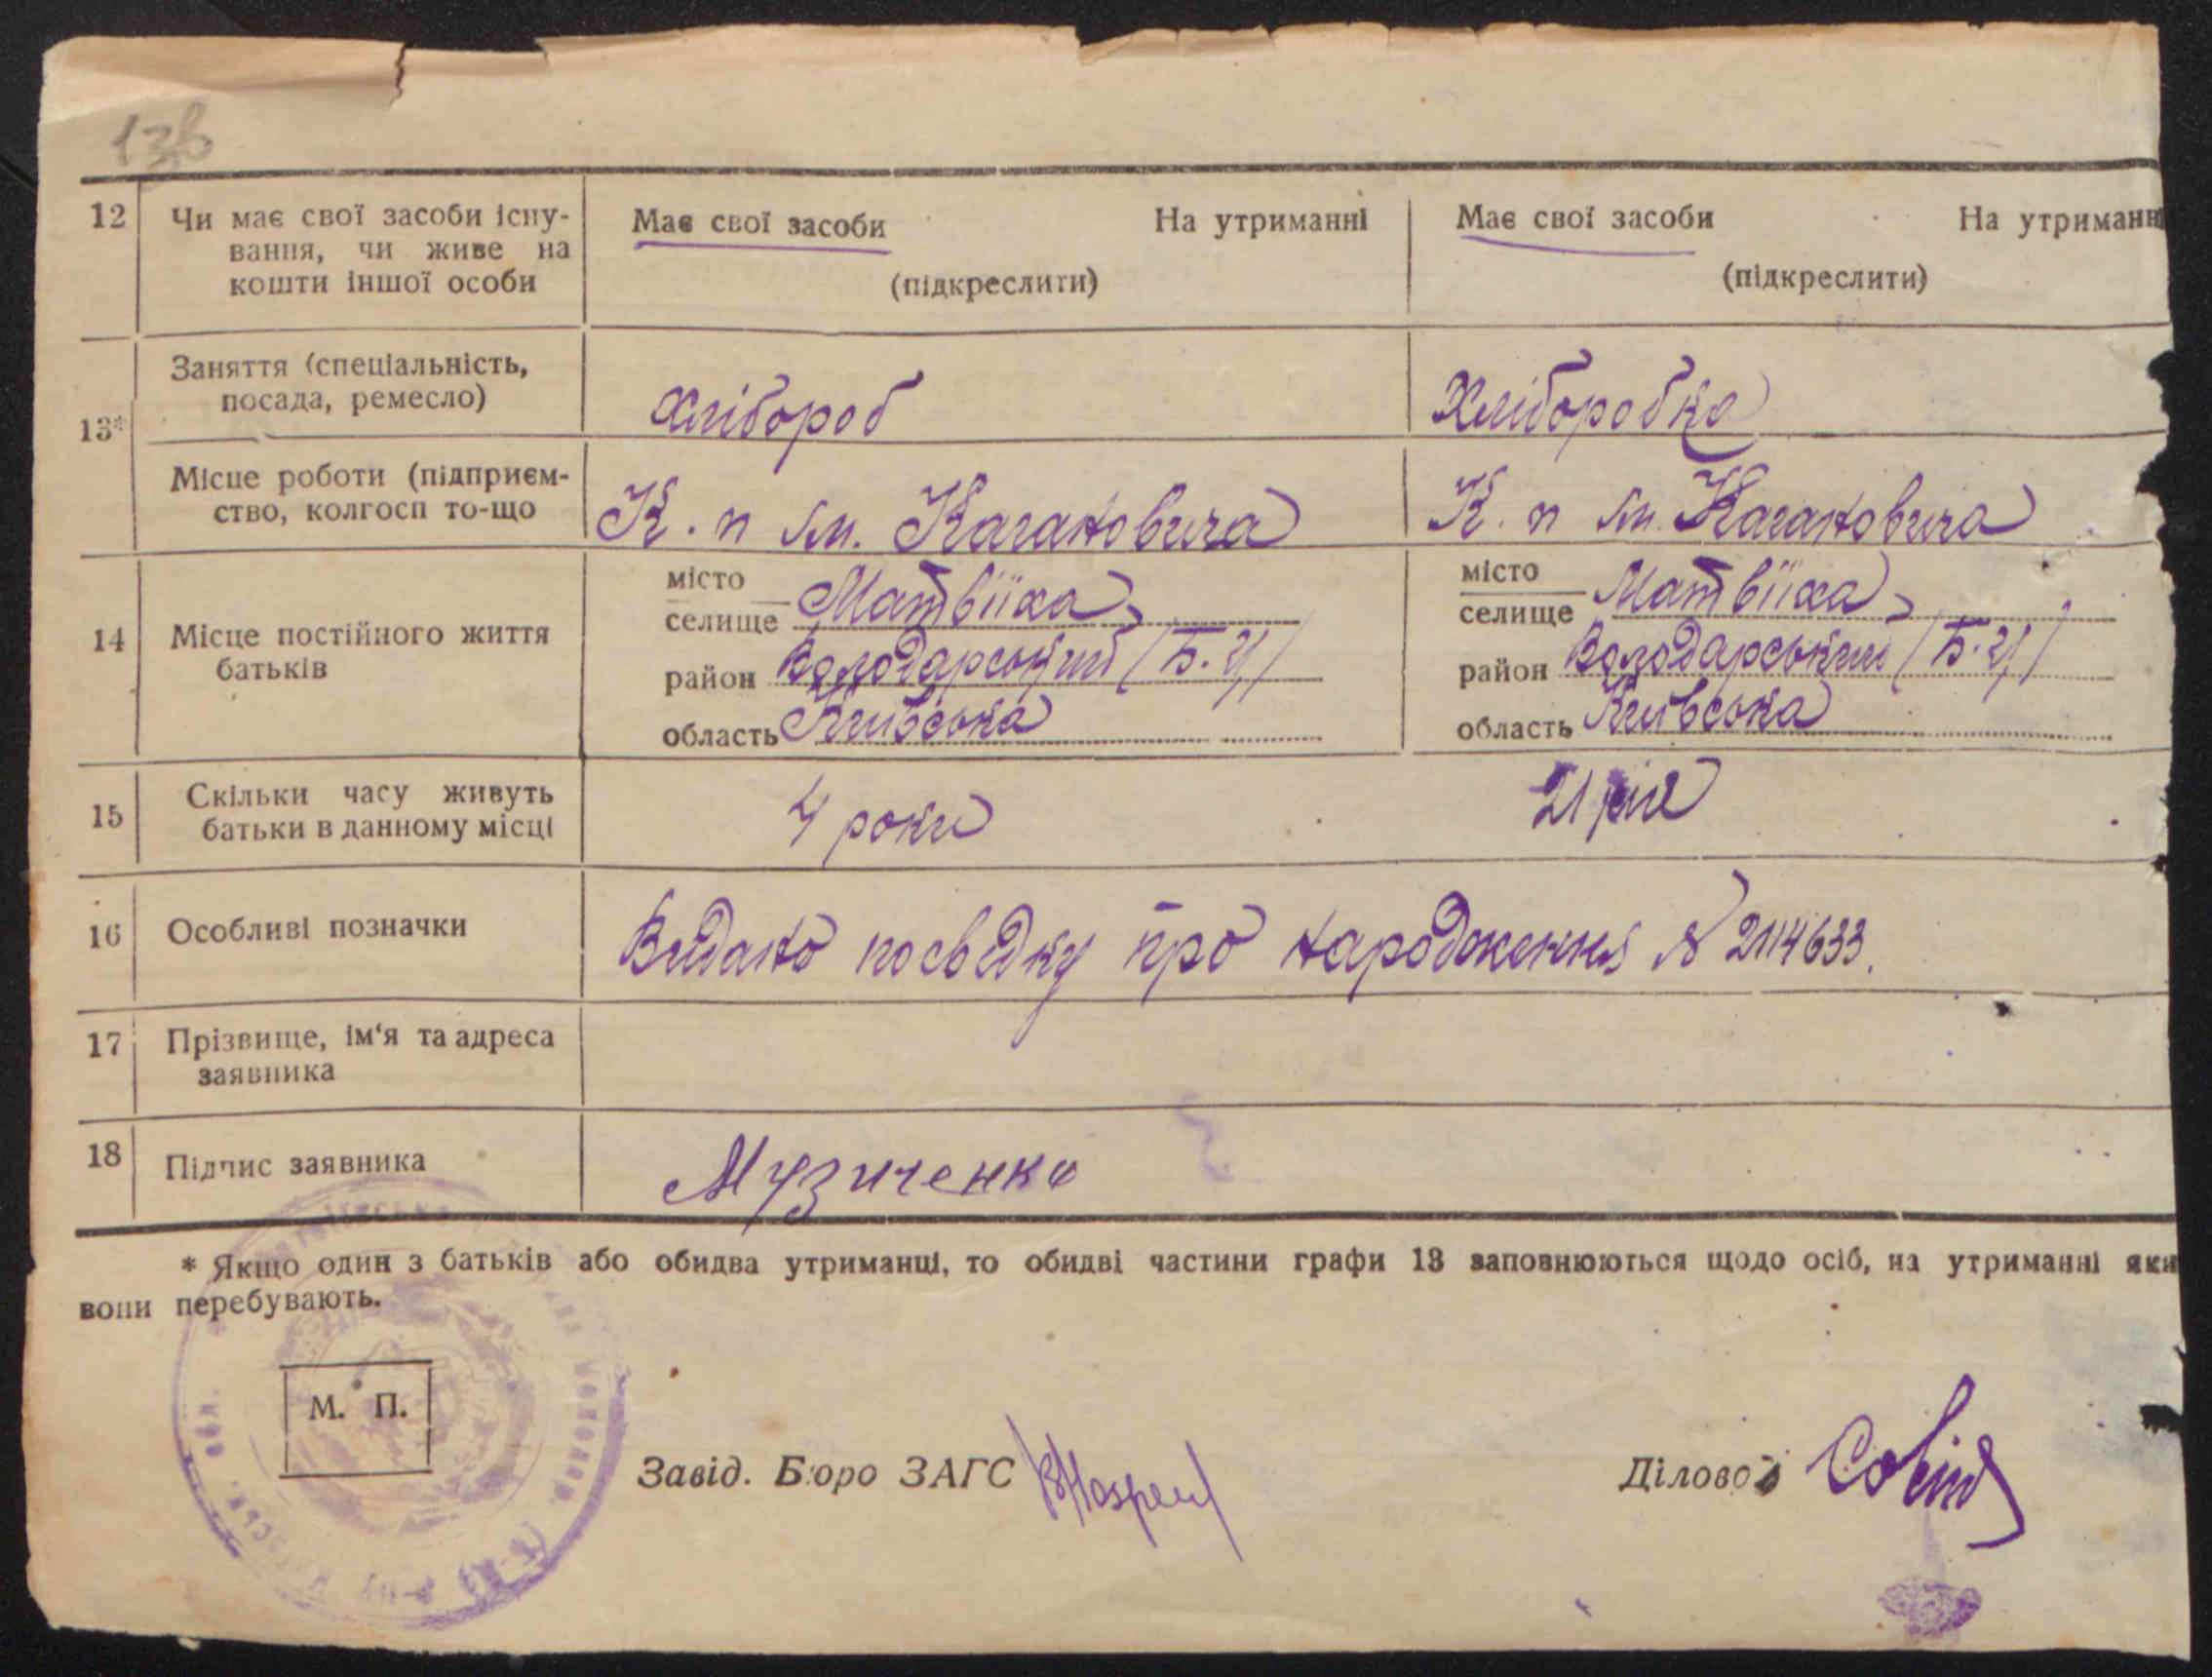 13б
12 Чи має свої засоби існу- Має свої засоби На утриманні Має свої засоби На утриманні
вання, чи живе на
кошти іншої особи (підкреслити) (підкреслити)
Заняття (спеціальність,
посада, ремесло) хлібороб Хліборобка
13*
Місце роботи (підприєм-
ство, колгосп то-що К. п ім. Кагановича К. п ім. Кагановича
місто місто
селище Матвіїха, селище Матвіїха,
14 Місце постійного життя
батьків район Володарський (Б. Ц) район Володарський (Б. Ц)
область Київська область Київська
15 Скільки часу живуть
батьки в данному місці 4 роки 21 рік
16 Особливі позначки Видано посвідку про народження № 2114633.
17 Прізвище, ім'я та адреса
заявника
18 Підпис заявника Музиченко
* Якщо один з батьків або обидва утриманці, то обидві частини графи 13 заповнюються щодо осіб, на утриманні яки
вони перебувають.
М. П.
Завід. Бюро ЗАГС Діловод